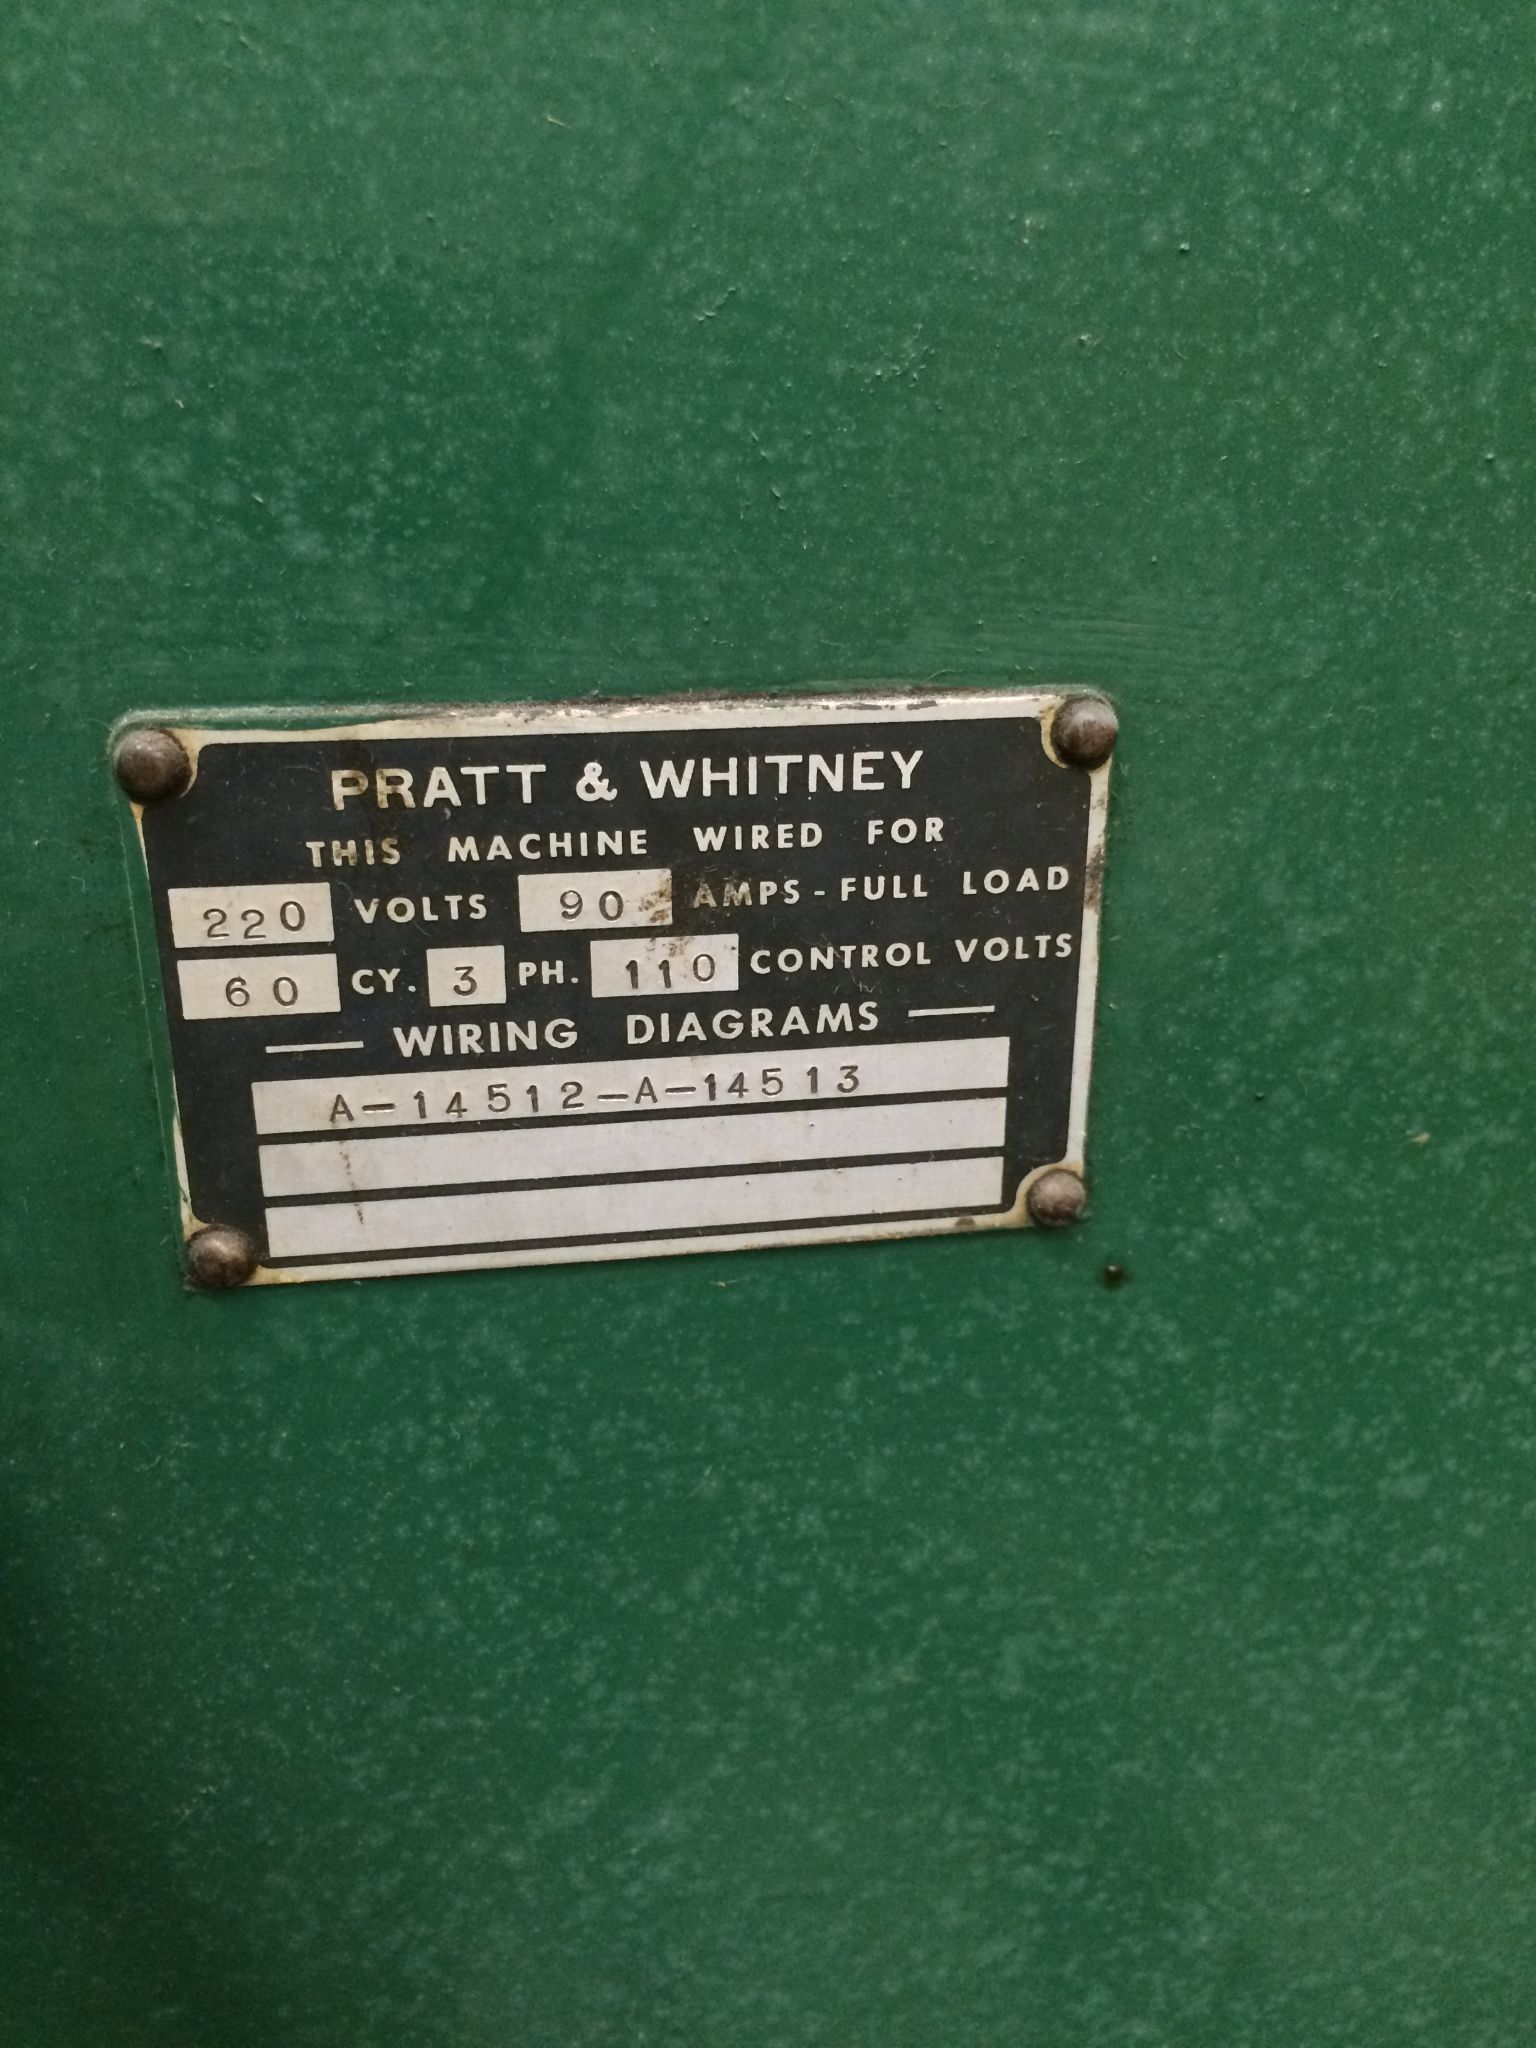 PRATT & WHITNEY
THIS MACHINE WIRED FOR
220 VOLTS 90 AMPS - FULL LOAD
60 CY. 3 PH. 110 CONTROL VOLTS
WIRING DIAGRAMS
A-14512-A-14513